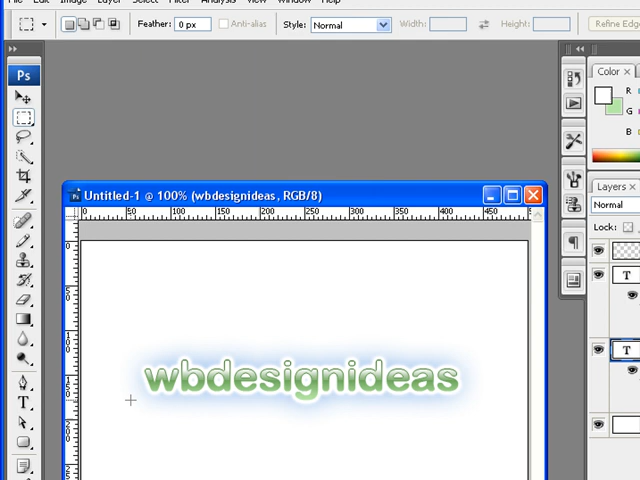 File Edit Image Layer Select Filter Analysis View Window Help
Feather: 0 px Anti-alias Style: Normal Width: Height: Refine Edg
Ps
Color ×
R
G
B
Untitled-1 @ 100% (wbdesignideas, RGB/8)
0 50 100 150 200 250 300 350 400 450
Layers ×
Normal
Lock:
T
T
wbdesignideas